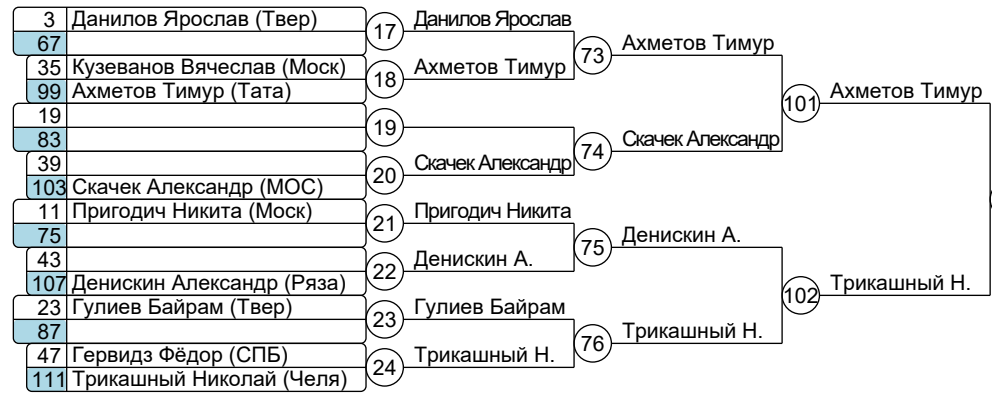 3 Данилов Ярослав (Твер)
67
35 Кузеванов Вячеслав (Моск)
99 Ахметов Тимур (Тата)
19
83
39
103 Скачек Александр (МОС)
11 Пригодич Никита (Моск)
75
43
107 Денискин Александр (Ряза)
23 Гулиев Байрам (Твер)
87
47 Гервидз Фёдор (СПБ)
111 Трикашный Николай (Челя)
17 Данилов Ярослав
18 Ахметов Тимур
19
20 Скачек Александр
21 Пригодич Никита
22 Денискин А.
23 Гулиев Байрам
24 Трикашный Н.
73 Ахметов Тимур
74 Скачек Александр
75 Денискин А.
76 Трикашный Н.
101 Ахметов Тимур
102 Трикашный Н.